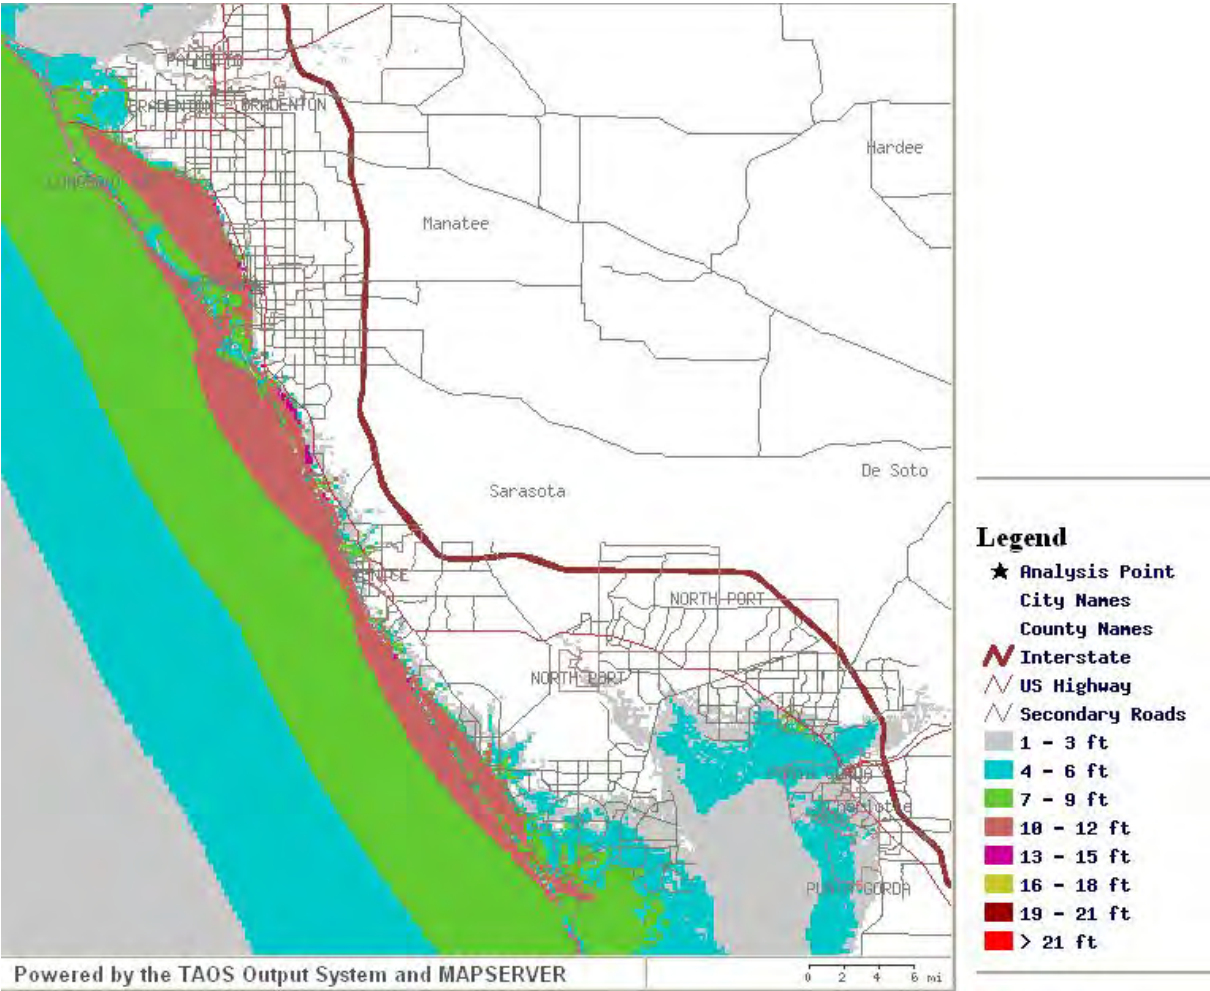 PALMETTO
BRADENTON BRADENTON
Hardee
Manatee
De Soto
Sarasota
VENICE
NORTH PORT
NORTH PORT
Charlotte
PUNTA GORDA
Legend
Analysis Point
City Names
County Names
Interstate
US Highway
Secondary Roads
1 - 3 ft
4 - 6 ft
7 - 9 ft
10 - 12 ft
13 - 15 ft
16 - 18 ft
19 - 21 ft
> 21 ft
Powered by the TAOS Output System and MAPSERVER
0 2 4 6 mi